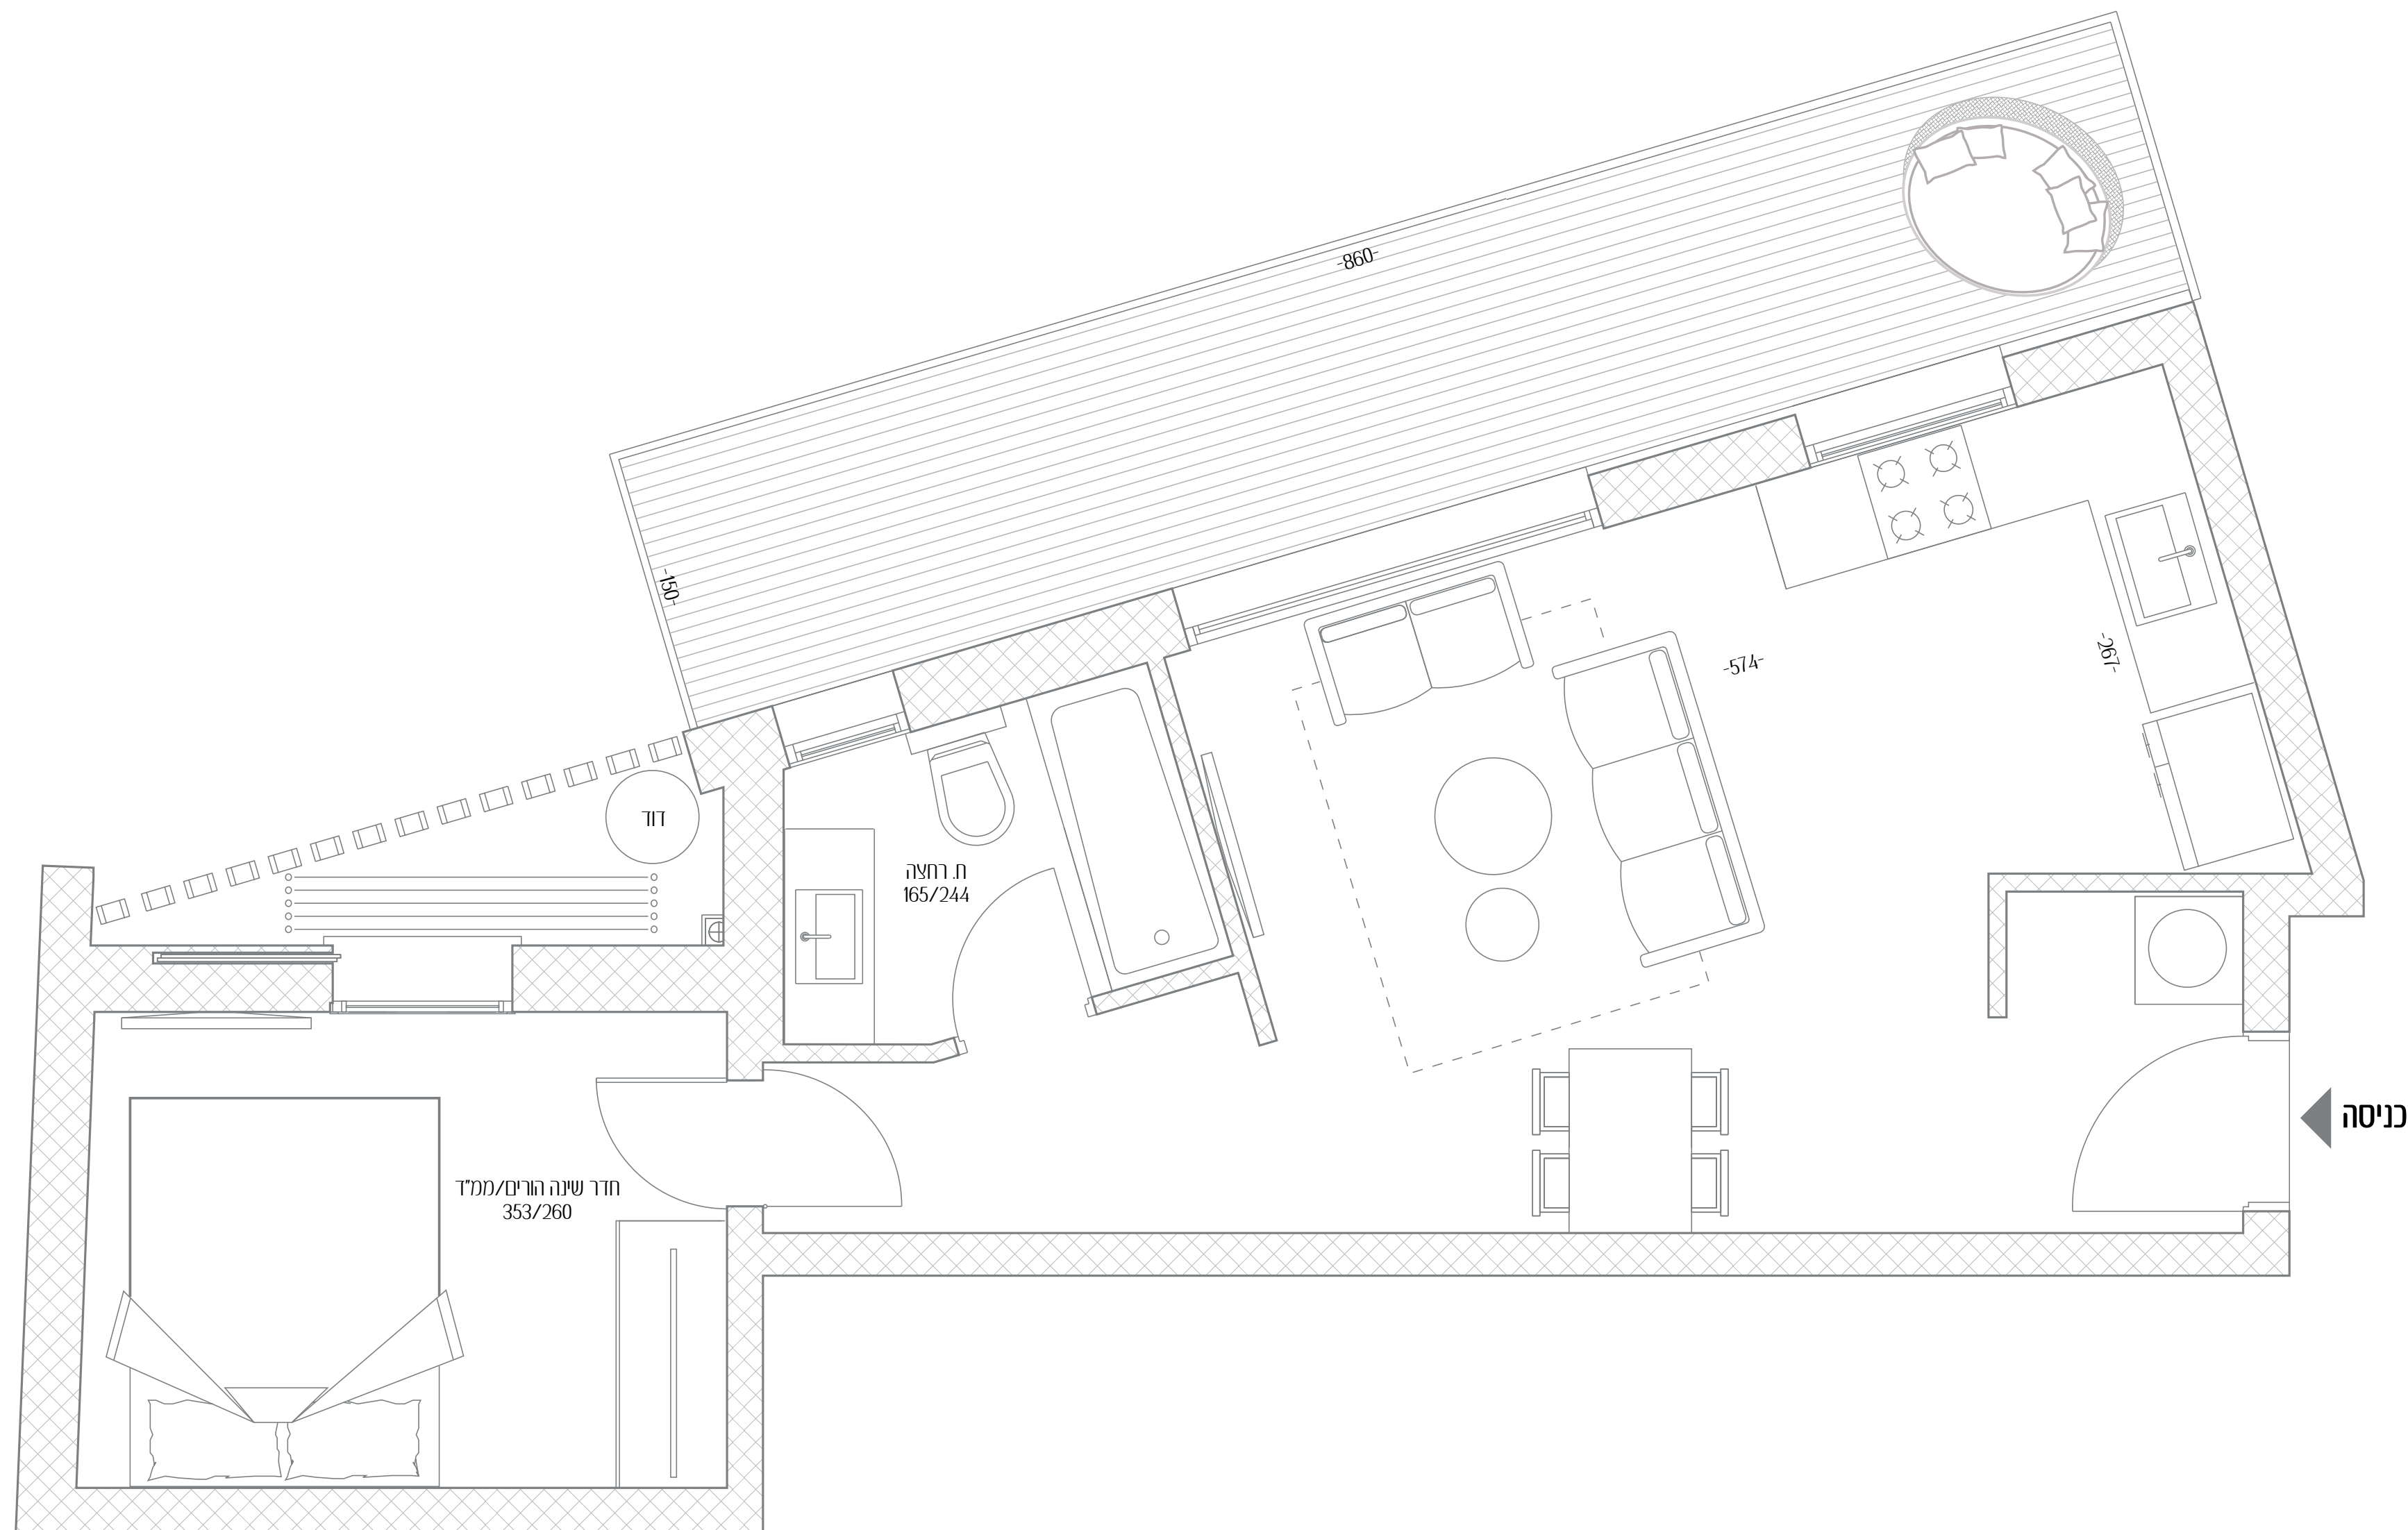 -860-
-150-
-574-
-267-
דוד
ח. רחצה
165/244
כניסה
חדר שינה הורים/ממ"ד
353/260